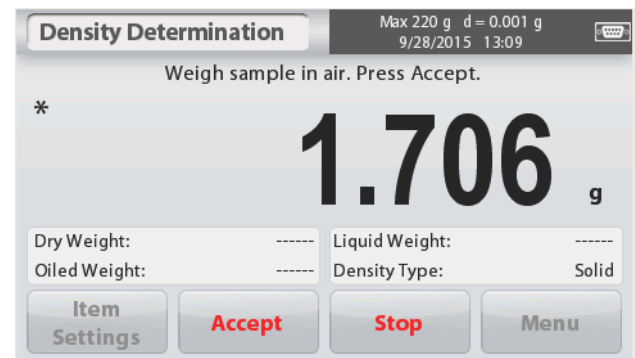 Density Determination
Max 220 g d = 0.001 g
9/28/2015 13:09
Weigh sample in air. Press Accept.
*
1.706 g
Dry Weight: ------ Liquid Weight: ------
Oiled Weight: ------ Density Type: Solid
Item Settings Accept Stop Menu